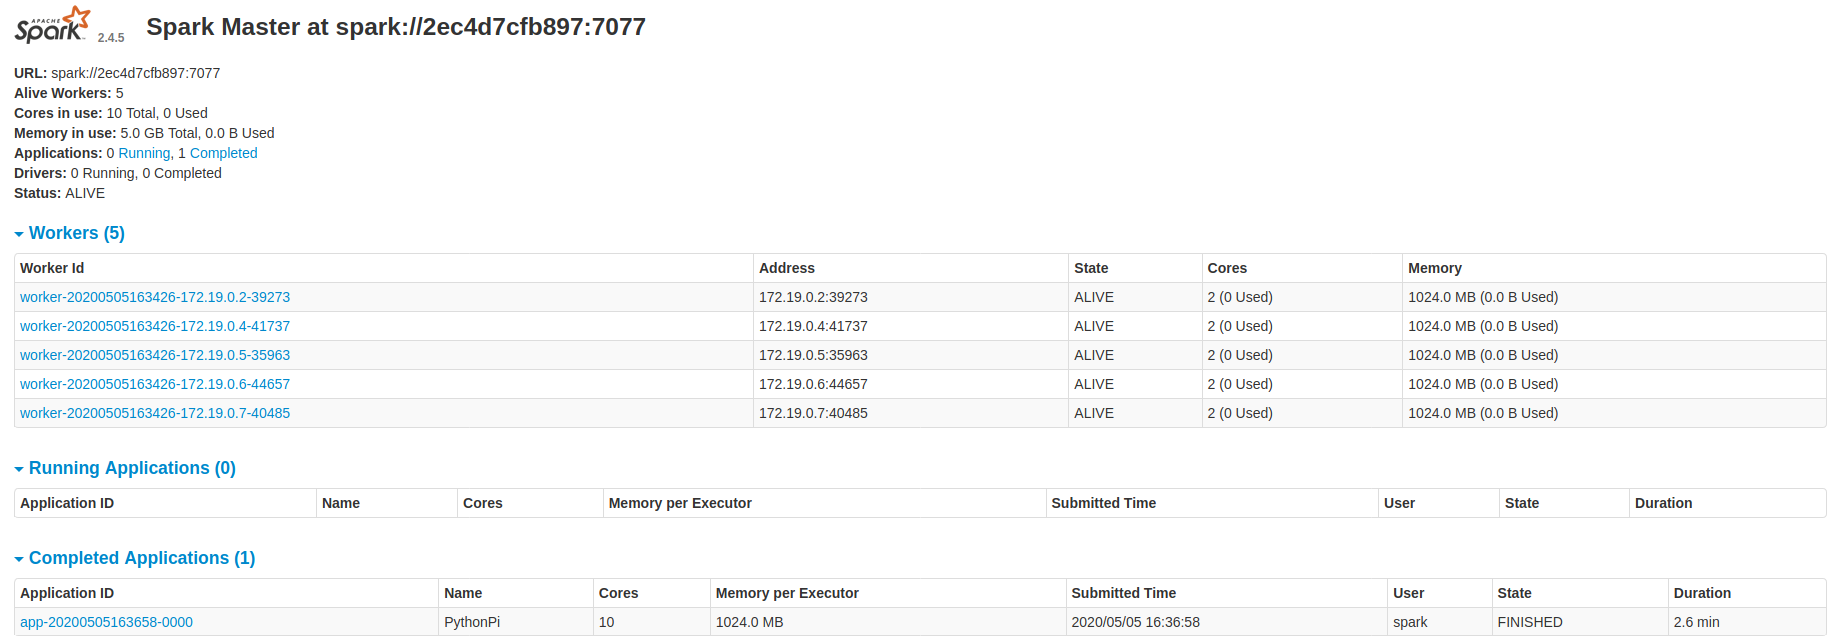 APACHE
Spark 2.4.5 Spark Master at spark://2ec4d7cfb897:7077
URL: spark://2ec4d7cfb897:7077
Alive Workers: 5
Cores in use: 10 Total, 0 Used
Memory in use: 5.0 GB Total, 0.0 B Used
Applications: 0 Running, 1 Completed
Drivers: 0 Running, 0 Completed
Status: ALIVE
Workers (5)
Worker Id Address State Cores Memory
worker-20200505163426-172.19.0.2-39273 172.19.0.2:39273 ALIVE 2 (0 Used) 1024.0 MB (0.0 B Used)
worker-20200505163426-172.19.0.4-41737 172.19.0.4:41737 ALIVE 2 (0 Used) 1024.0 MB (0.0 B Used)
worker-20200505163426-172.19.0.5-35963 172.19.0.5:35963 ALIVE 2 (0 Used) 1024.0 MB (0.0 B Used)
worker-20200505163426-172.19.0.6-44657 172.19.0.6:44657 ALIVE 2 (0 Used) 1024.0 MB (0.0 B Used)
worker-20200505163426-172.19.0.7-40485 172.19.0.7:40485 ALIVE 2 (0 Used) 1024.0 MB (0.0 B Used)
Running Applications (0)
Application ID Name Cores Memory per Executor Submitted Time User State Duration
Completed Applications (1)
Application ID Name Cores Memory per Executor Submitted Time User State Duration
app-20200505163658-0000 PythonPi 10 1024.0 MB 2020/05/05 16:36:58 spark FINISHED 2.6 min